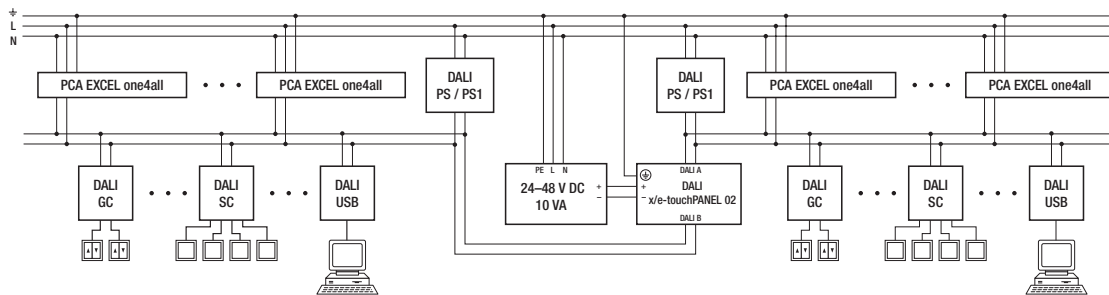 L
N
PCA EXCEL one4all
• • •
PCA EXCEL one4all
DALI
PS / PS1
DALI
PS / PS1
PCA EXCEL one4all
• • •
PCA EXCEL one4all
DALI
GC
• • •
DALI
SC
• • •
DALI
USB
PE L N
24–48 V DC
10 VA
+
–
+
–
DALI A
DALI
x/e-touchPANEL 02
DALI B
DALI
GC
• • •
DALI
SC
• • •
DALI
USB